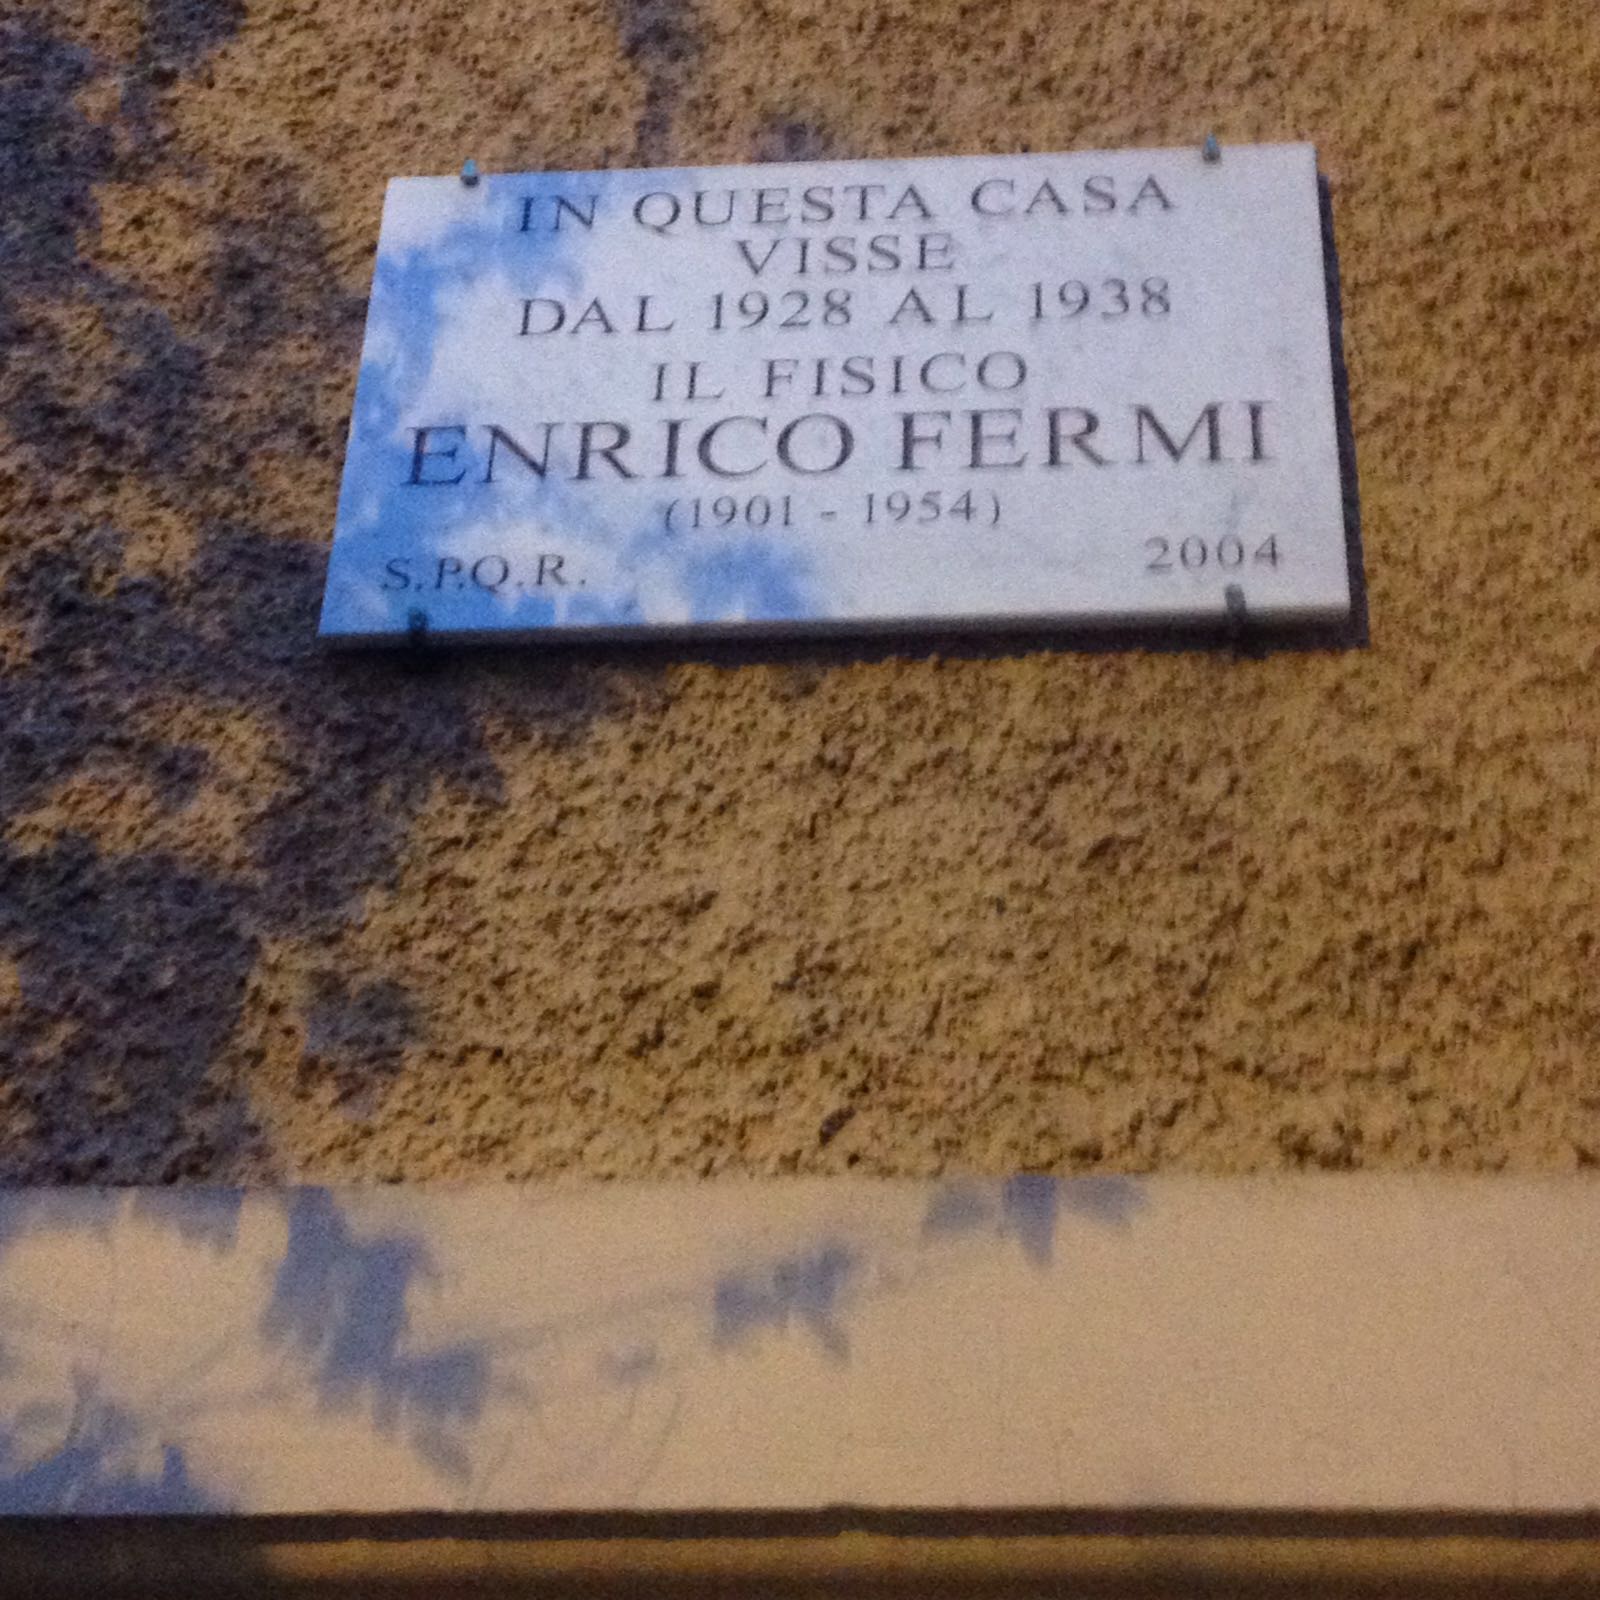 IN QUESTA CASA
VISSE
DAL 1928 AL 1938
IL FISICO
ENRICO FERMI
(1901 - 1954)
S.P.Q.R. 2004